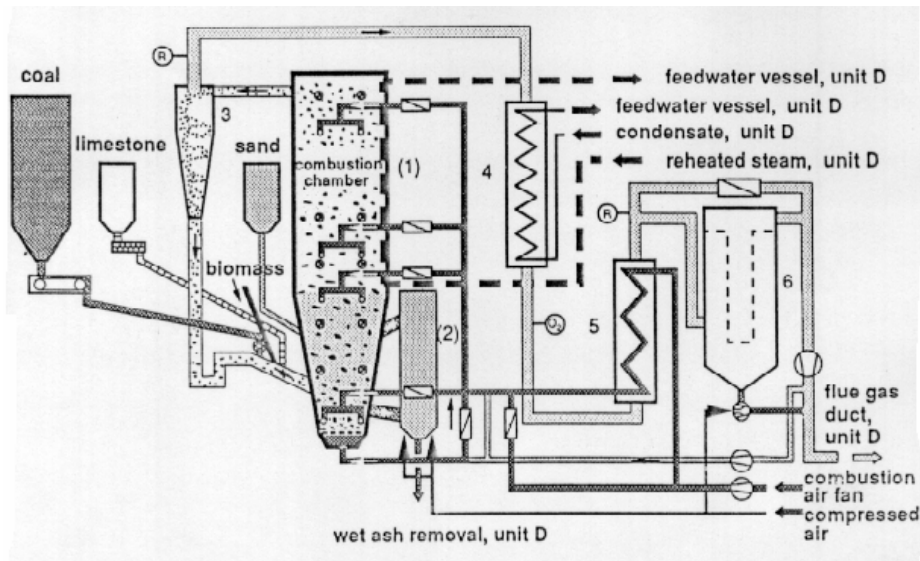 R
coal
feedwater vessel, unit D
feedwater vessel, unit D
3
limestone
sand
condensate, unit D
combustion
chamber
(1)
4
reheated steam, unit D
R
biomass
6
(2)
O₂
5
flue gas
duct,
unit D
combustion
air fan
compressed
air
wet ash removal, unit D